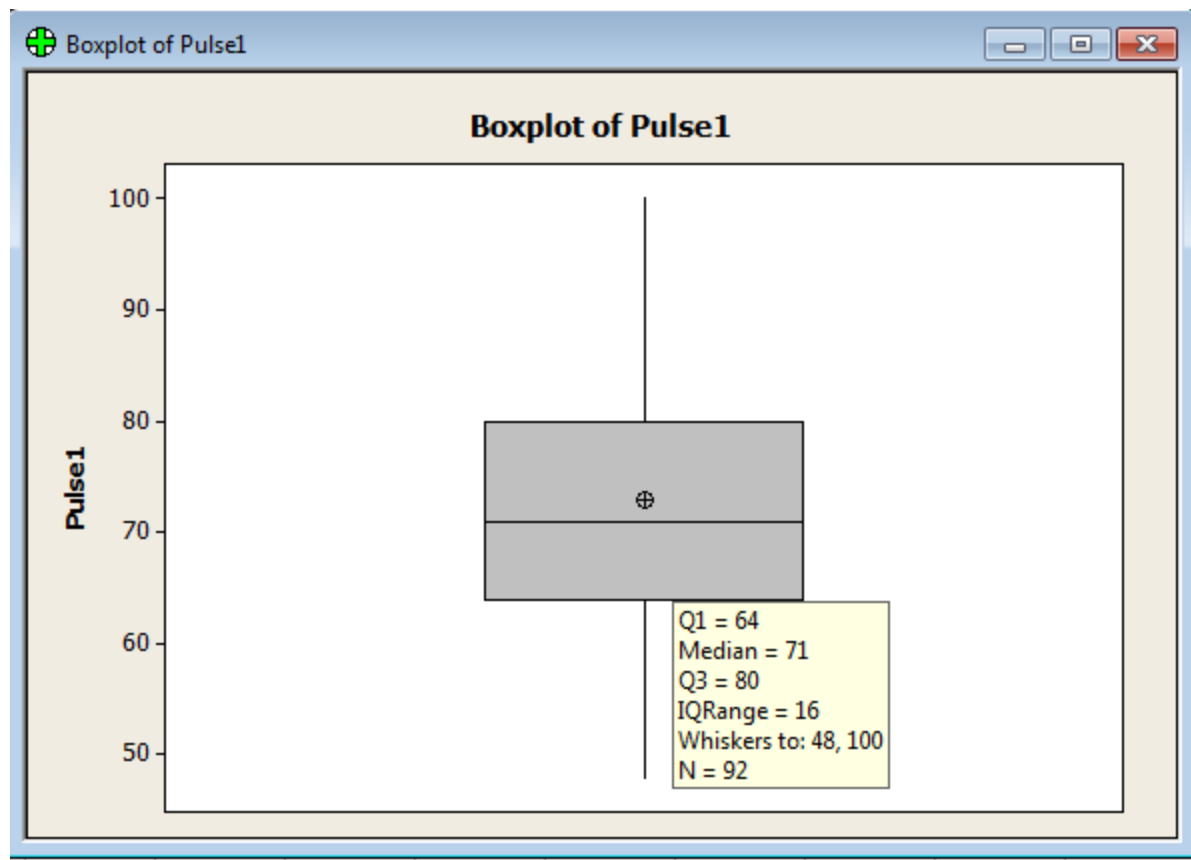 Boxplot of Pulse1
Boxplot of Pulse1
100
90
80
70
60
50
Pulse1
Q1 = 64
Median = 71
Q3 = 80
IQRange = 16
Whiskers to: 48, 100
N = 92